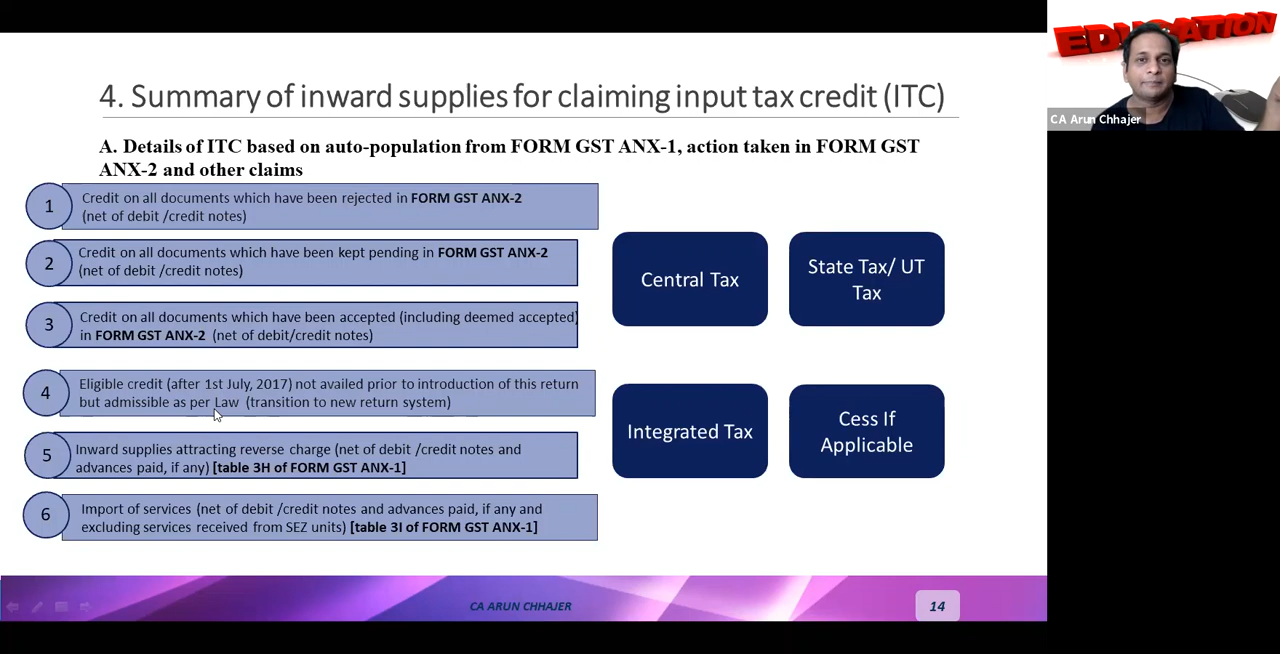 EDUCATION
CA Arun Chhajer
4. Summary of inward supplies for claiming input tax credit (ITC)
A. Details of ITC based on auto-population from FORM GST ANX-1, action taken in FORM GST
ANX-2 and other claims
1
Credit on all documents which have been rejected in FORM GST ANX-2
(net of debit /credit notes)
2
Credit on all documents which have been kept pending in FORM GST ANX-2
(net of debit /credit notes)
3
Credit on all documents which have been accepted (including deemed accepted)
in FORM GST ANX-2 (net of debit/credit notes)
4
Eligible credit (after 1st July, 2017) not availed prior to introduction of this return
but admissible as per Law (transition to new return system)
5
Inward supplies attracting reverse charge (net of debit /credit notes and
advances paid, if any) [table 3H of FORM GST ANX-1]
6
Import of services (net of debit /credit notes and advances paid, if any and
excluding services received from SEZ units) [table 3I of FORM GST ANX-1]
Central Tax
State Tax/ UT
Tax
Integrated Tax
Cess If
Applicable
CA ARUN CHHAJER
14